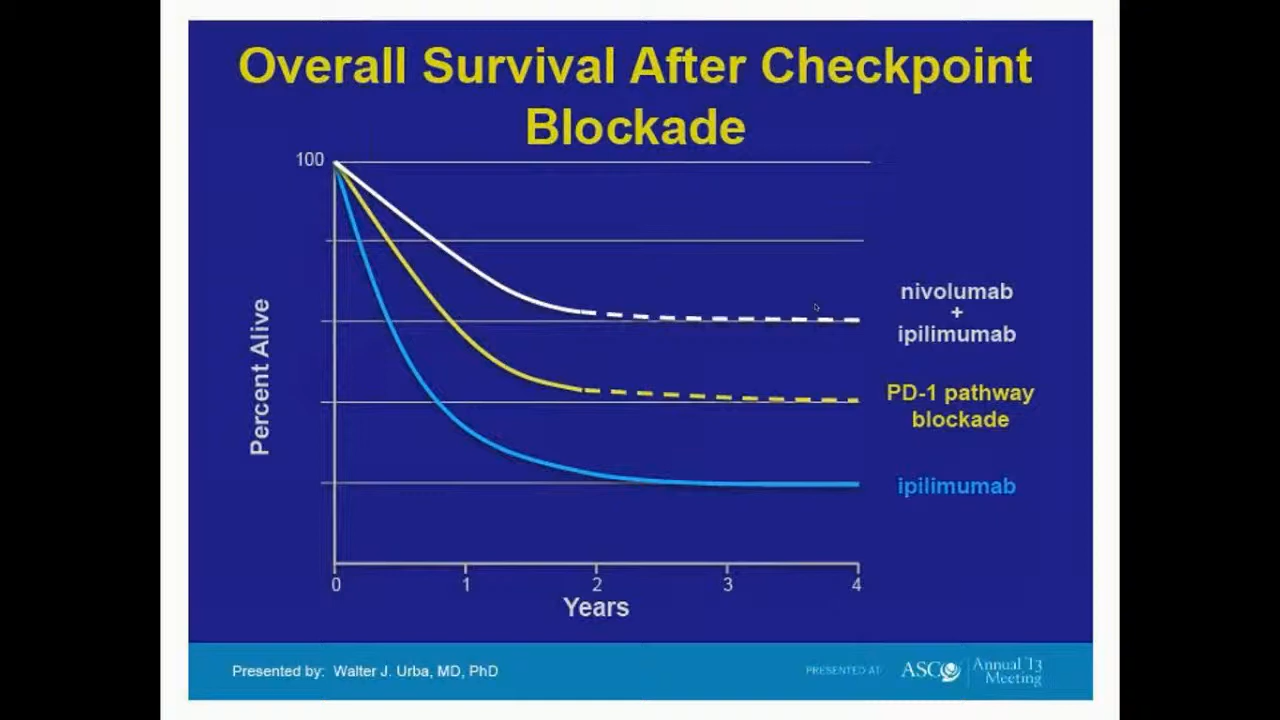 Overall Survival After Checkpoint
Blockade
100
Percent Alive
nivolumab
+
ipilimumab
PD-1 pathway
blockade
ipilimumab
0 1 2 3 4
Years
Presented by: Walter J. Urba, MD, PhD
PRESENTED AT:
ASCO
Annual '13
Meeting